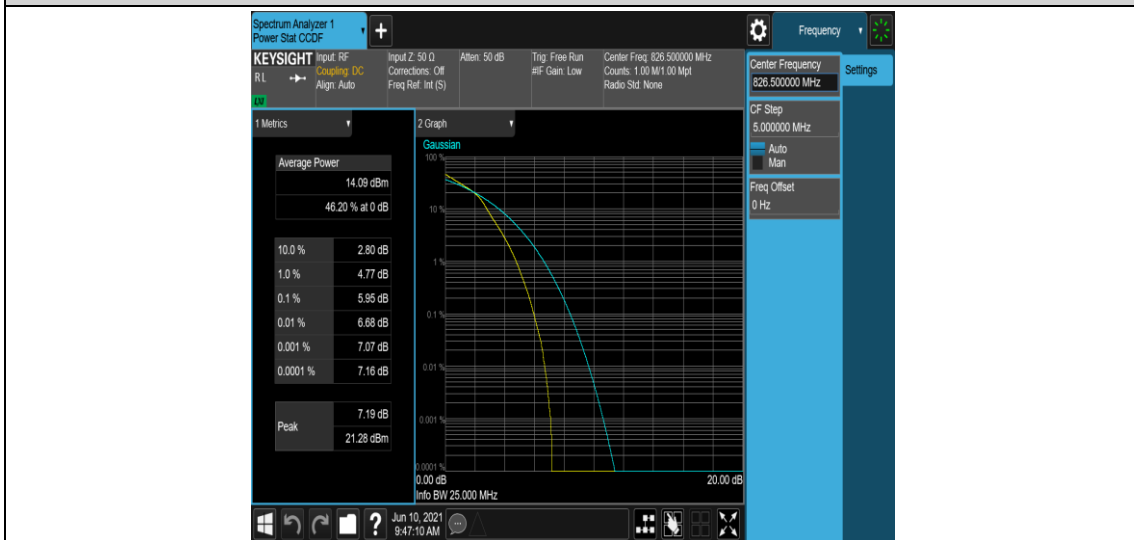 Spectrum Analyzer 1
Power Stat CCDF
Frequency
KEYSIGHT
RL
Input: RF
Coupling: DC
Align: Auto
Input Z: 50 Ω
Corrections: Off
Freq Ref: Int (S)
Atten: 50 dB
Trig: Free Run
#IF Gain: Low
Center Freq: 826.500000 MHz
Counts: 1.00 M/1.00 Mpt
Radio Std: None
Center Frequency
826.500000 MHz
Settings
CF Step
5.000000 MHz
Auto
Man
Freq Offset
0 Hz
1 Metrics
Average Power
14.09 dBm
46.20 % at 0 dB
10.0 % 2.80 dB
1.0 % 4.77 dB
0.1 % 5.95 dB
0.01 % 6.68 dB
0.001 % 7.07 dB
0.0001 % 7.16 dB
Peak
7.19 dB
21.28 dBm
2 Graph
Gaussian
100 %
10 %
1 %
0.1 %
0.01 %
0.001 %
0.0001 %
0.00 dB 20.00 dB
Info BW 25.000 MHz
?
Jun 10, 2021
9:47:10 AM